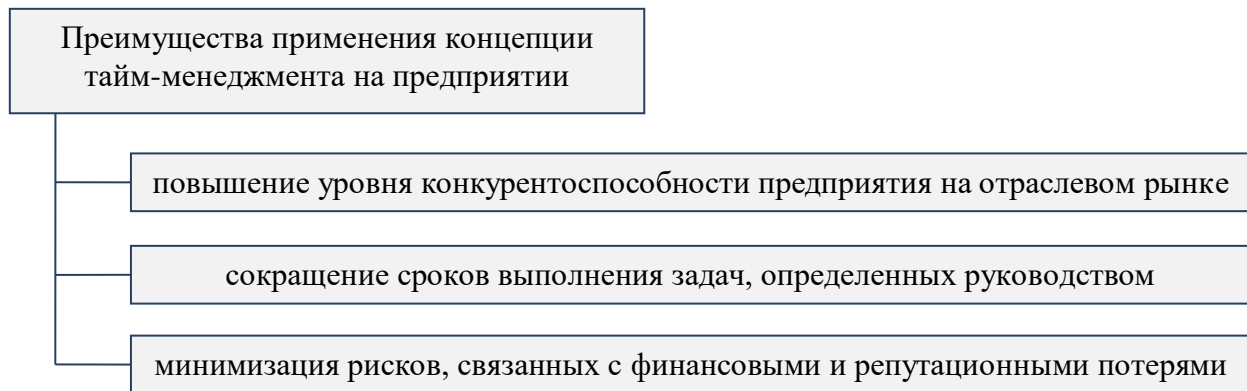 Преимущества применения концепции
тайм-менеджмента на предприятии
повышение уровня конкурентоспособности предприятия на отраслевом рынке
сокращение сроков выполнения задач, определенных руководством
минимизация рисков, связанных с финансовыми и репутационными потерями